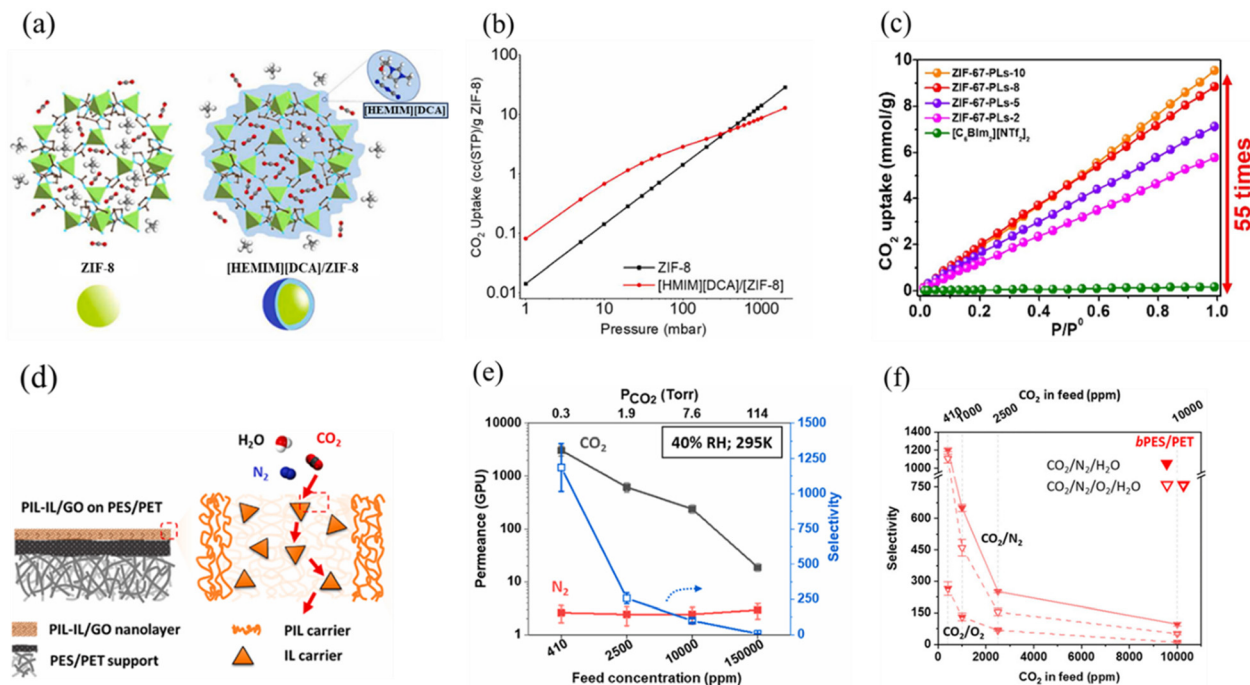 (a)
[HEMIM][DCA]
ZIF-8
[HEMIM][DCA]/ZIF-8
(b)
CO2 Uptake (cc(STP)/g ZIF-8)
100
10
1
0.1
0.01
ZIF-8
[HMIM][DCA]/[ZIF-8]
1
10
100
1000
Pressure (mbar)
(c)
CO2 uptake (mmol/g)
10
8
6
4
2
0
ZIF-67-PLs-10
ZIF-67-PLs-8
ZIF-67-PLs-5
ZIF-67-PLs-2
[C6BIm2][NTf2]2
55 times
0.0
0.2
0.4
0.6
0.8
1.0
P/P0
(d)
H2O
CO2
N2
PIL-IL/GO on PES/PET
PIL-IL/GO nanolayer
PES/PET support
PIL carrier
IL carrier
(e)
PCO2 (Torr)
0.3
1.9
7.6
114
Permeance (GPU)
10000
1000
100
10
1
CO2
40% RH; 295K
N2
1500
1250
1000
750
500
250
0
Selectivity
410
2500
10000
150000
Feed concentration (ppm)
(f)
CO2 in feed (ppm)
410
1000
2500
10000
Selectivity
1400
1300
1200
1100
750
600
450
300
150
0
bPES/PET
CO2/N2/H2O
CO2/N2/O2/H2O
CO2/N2
CO2/O2
0
2000
4000
6000
8000
10000
CO2 in feed (ppm)